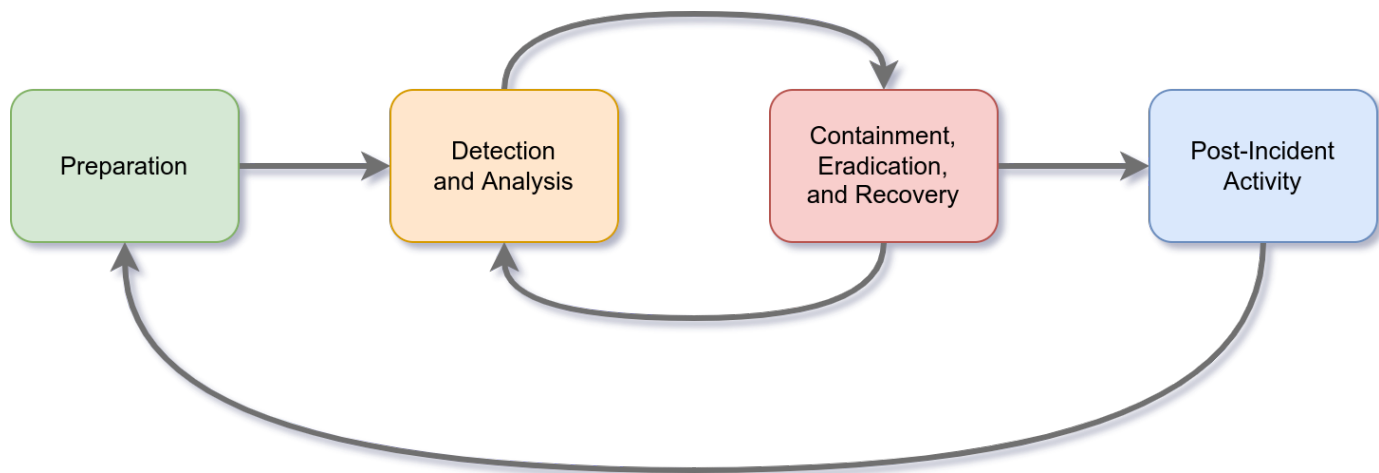 Preparation
Detection
and Analysis
Containment,
Eradication,
and Recovery
Post-Incident
Activity